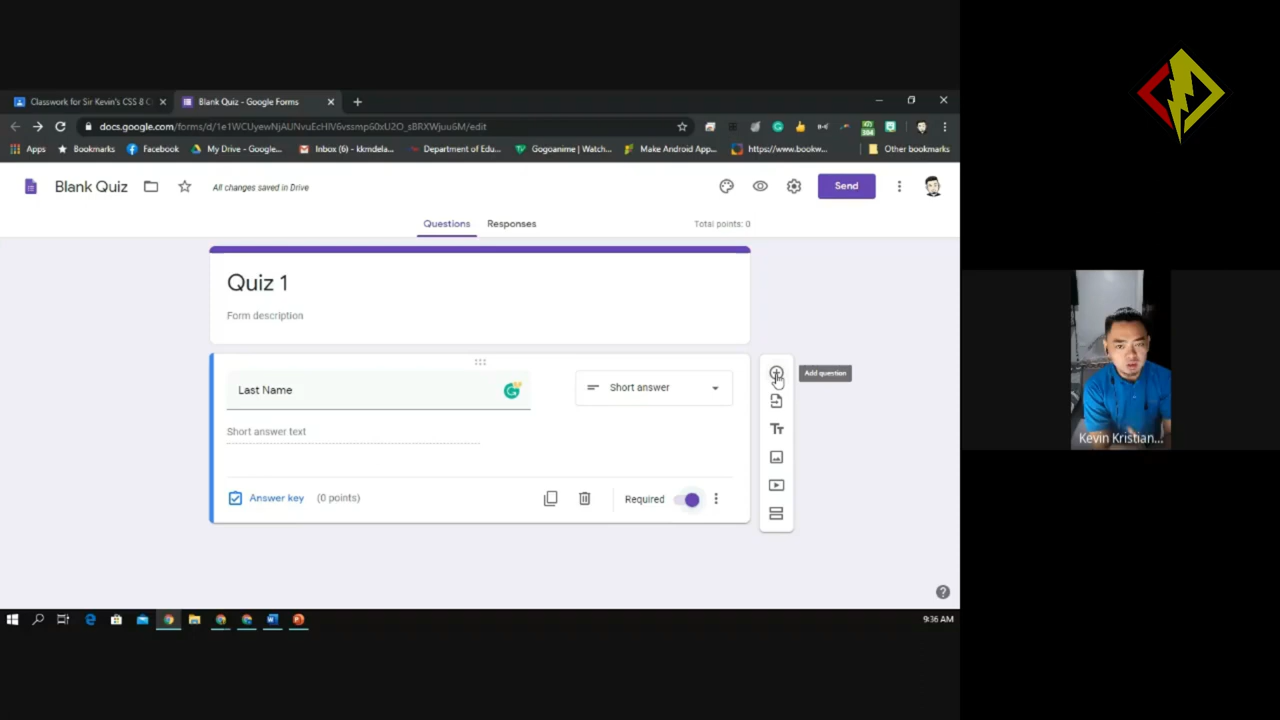 Classwork for Sir Kevin's CSS 8 C
Blank Quiz - Google Forms
docs.google.com/forms/d/1e1WCUyewNjAUNvuEcHIV6vssmp60xU2O_sBRXWjuu6M/edit
Apps
Bookmarks
Facebook
My Drive - Google...
Inbox (6) - kkmdela...
Department of Edu...
Gogoanime | Watch...
Make Android App...
https://www.bookw...
Other bookmarks
Blank Quiz
All changes saved in Drive
Send
Questions
Responses
Total points: 0
Quiz 1
Form description
Last Name
Short answer
Add question
Short answer text
Answer key
(0 points)
Required
Kevin Kristian...
9:36 AM